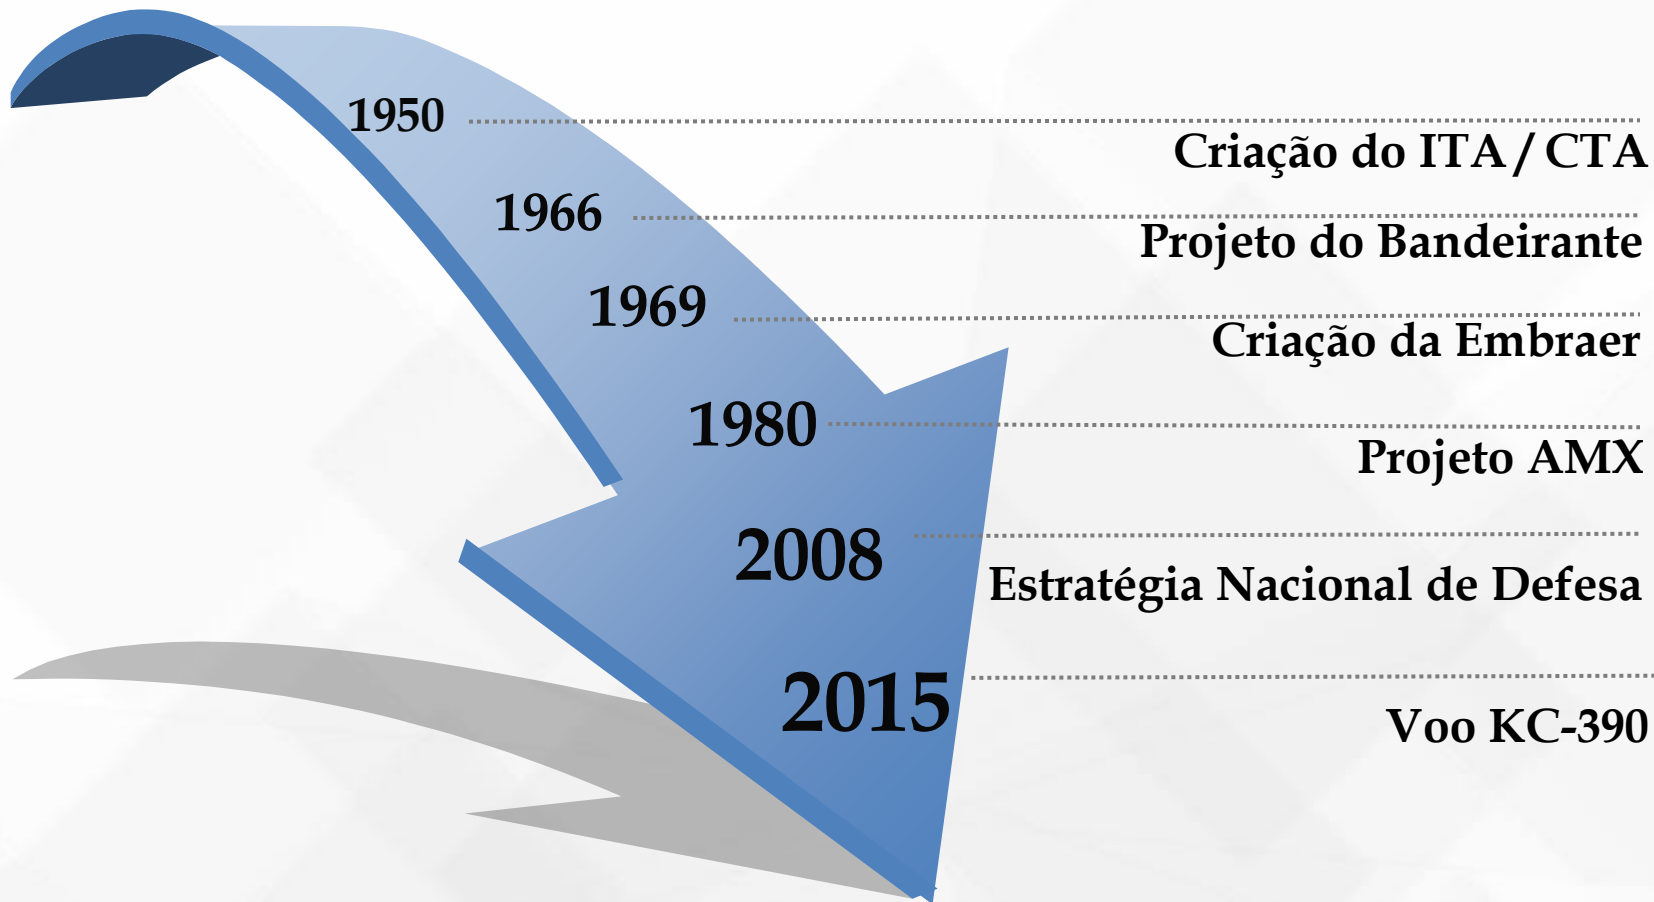 1950
Criação do ITA / CTA
1966
Projeto do Bandeirante
1969
Criação da Embraer
1980
Projeto AMX
2008
Estratégia Nacional de Defesa
2015
Voo KC-390